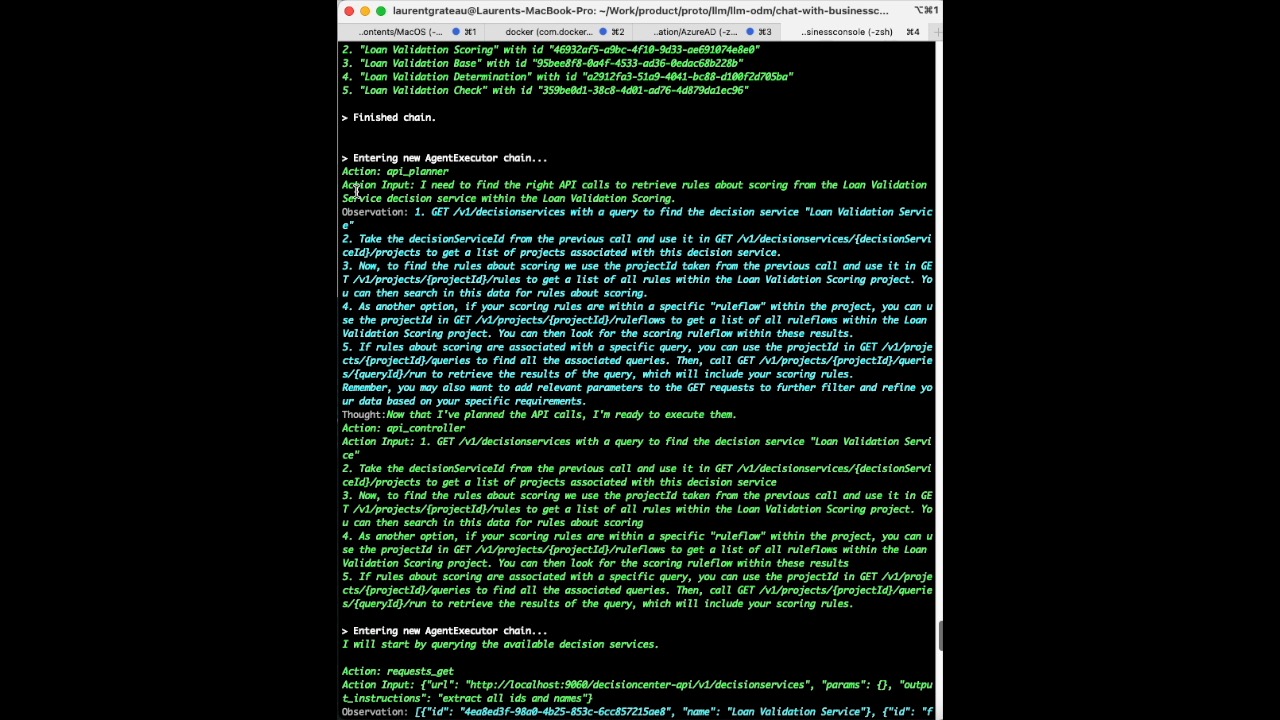 laurentgrateau@Laurents-MacBook-Pro: ~/Work/product/proto/llm/llm-odm/chat-with-businessc... ⌥⌘1
..ontents/MacOS (-... ⌘1 docker (com.docker... ⌘2 ...ation/AzureAD (-z... ⌘3 ..sinessconsole (-zsh) ⌘4 +
2. "Loan Validation Scoring" with id "46932af5-a9bc-4f10-9d33-ae691074e8e0"
3. "Loan Validation Base" with id "95bee8f8-0a4f-4533-ad36-0edac68b228b"
4. "Loan Validation Determination" with id "a2912fa3-51a9-4041-bc88-d100f2d705ba"
5. "Loan Validation Check" with id "359be0d1-38c8-4d01-ad76-4d879da1ec96"
> Finished chain.
> Entering new AgentExecutor chain...
Action: api_planner
Action Input: I need to find the right API calls to retrieve rules about scoring from the Loan Validation
Service decision service within the Loan Validation Scoring.
Observation: 1. GET /v1/decisionservices with a query to find the decision service "Loan Validation Servic
e"
2. Take the decisionServiceId from the previous call and use it in GET /v1/decisionservices/{decisionServi
ceId}/projects to get a list of projects associated with this decision service.
3. Now, to find the rules about scoring we use the projectId taken from the previous call and use it in GE
T /v1/projects/{projectId}/rules to get a list of all rules within the Loan Validation Scoring project. Yo
u can then search in this data for rules about scoring.
4. As another option, if your scoring rules are within a specific "ruleflow" within the project, you can u
se the projectId in GET /v1/projects/{projectId}/ruleflows to get a list of all ruleflows within the Loan
Validation Scoring project. You can then look for the scoring ruleflow within these results.
5. If rules about scoring are associated with a specific query, you can use the projectId in GET /v1/proje
cts/{projectId}/queries to find all the associated queries. Then, call GET /v1/projects/{projectId}/querie
s/{queryId}/run to retrieve the results of the query, which will include your scoring rules.
Remember, you may also want to add relevant parameters to the GET requests to further filter and refine yo
ur data based on your specific requirements.
Thought:Now that I've planned the API calls, I'm ready to execute them.
Action: api_controller
Action Input: 1. GET /v1/decisionservices with a query to find the decision service "Loan Validation Servi
ce"
2. Take the decisionServiceId from the previous call and use it in GET /v1/decisionservices/{decisionServi
ceId}/projects to get a list of projects associated with this decision service
3. Now, to find the rules about scoring we use the projectId taken from the previous call and use it in GE
T /v1/projects/{projectId}/rules to get a list of all rules within the Loan Validation Scoring project. Yo
u can then search in this data for rules about scoring
4. As another option, if your scoring rules are within a specific "ruleflow" within the project, you can u
se the projectId in GET /v1/projects/{projectId}/ruleflows to get a list of all ruleflows within the Loan
Validation Scoring project. You can then look for the scoring ruleflow within these results
5. If rules about scoring are associated with a specific query, you can use the projectId in GET /v1/proje
cts/{projectId}/queries to find all the associated queries. Then, call GET /v1/projects/{projectId}/querie
s/{queryId}/run to retrieve the results of the query, which will include your scoring rules.
> Entering new AgentExecutor chain...
I will start by querying the available decision services.
Action: requests_get
Action Input: {"url": "http://localhost:9060/decisioncenter-api/v1/decisionservices", "params": {}, "outpu
t_instructions": "extract all ids and names"}
Observation: [{"id": "4ea8ed3f-98a0-4b25-853c-6cc857215ae8", "name": "Loan Validation Service"}, {"id": "f